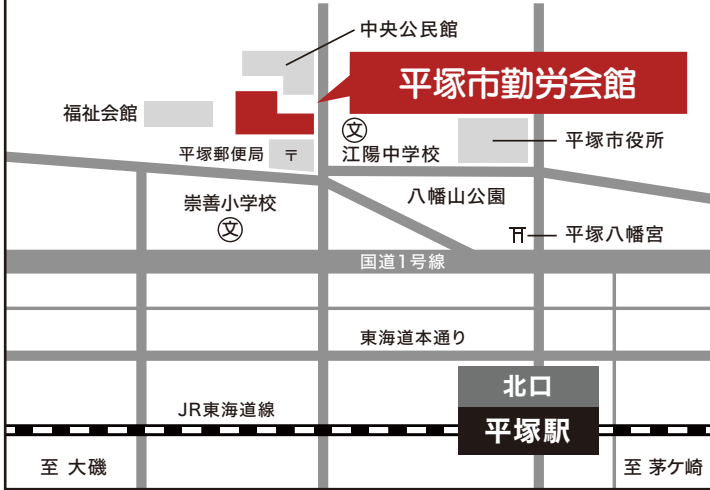 中央公民館
平塚市勤労会館
福祉会館
文
平塚市役所
平塚郵便局
〒
江陽中学校
崇善小学校
文
八幡山公園
平塚八幡宮
国道1号線
東海道本通り
北口
JR東海道線
平塚駅
至 大磯
至 茅ケ崎